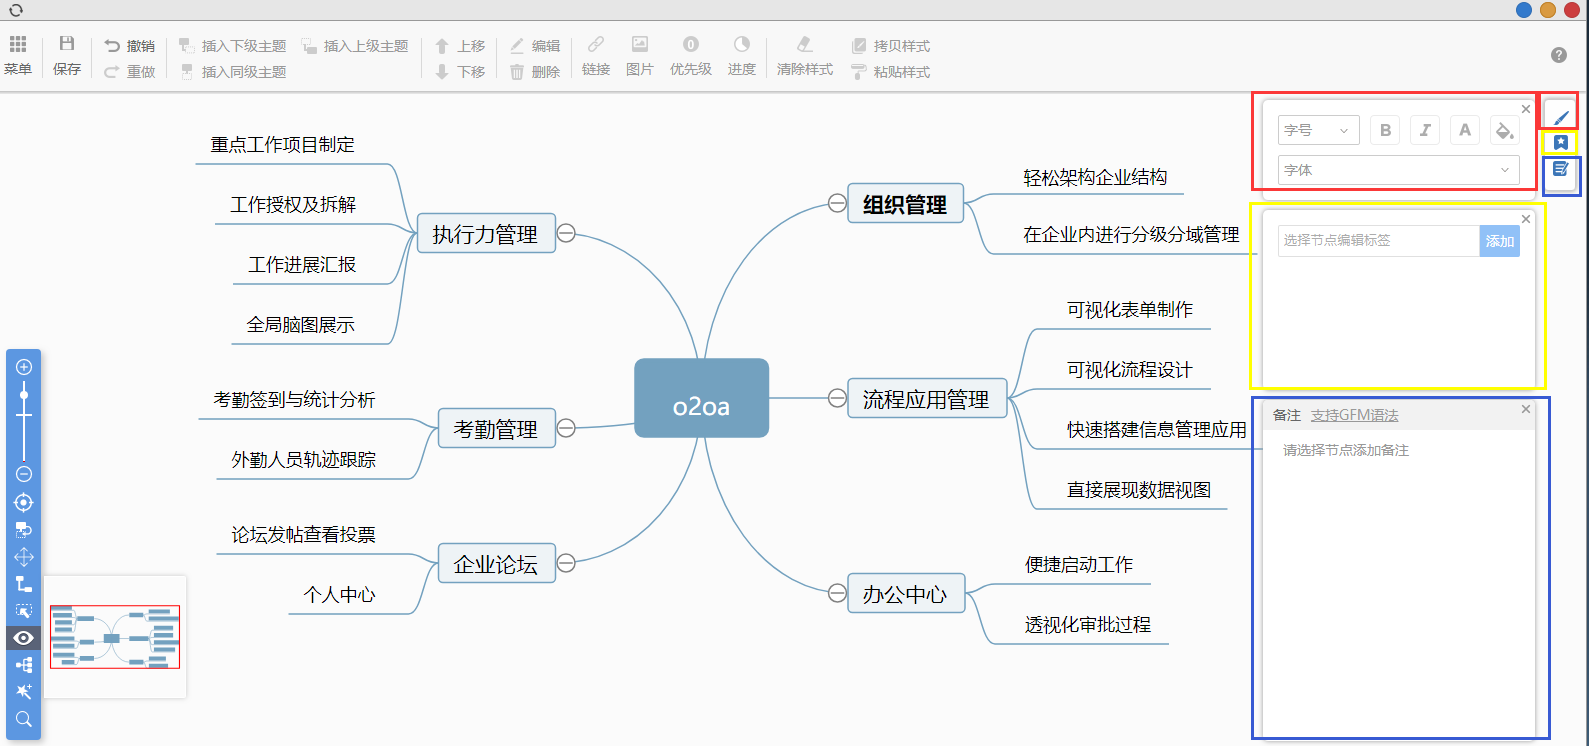 菜单
保存
撤销
重做
插入下级主题
插入上级主题
插入同级主题
上移
下移
编辑
删除
链接
图片
0
优先级
进度
清除样式
拷贝样式
粘贴样式
?
重点工作项目制定
工作授权及拆解
工作进展汇报
全局脑图展示
执行力管理
考勤签到与统计分析
外勤人员轨迹跟踪
考勤管理
论坛发帖查看投票
个人中心
企业论坛
o2oa
组织管理
轻松架构企业结构
在企业内进行分级分域管理
流程应用管理
可视化表单制作
可视化流程设计
快速搭建信息管理应用
直接展现数据视图
办公中心
便捷启动工作
透视化审批过程
字号
B
I
A
字体
选择节点编辑标签
添加
备注 支持GFM语法
请选择节点添加备注